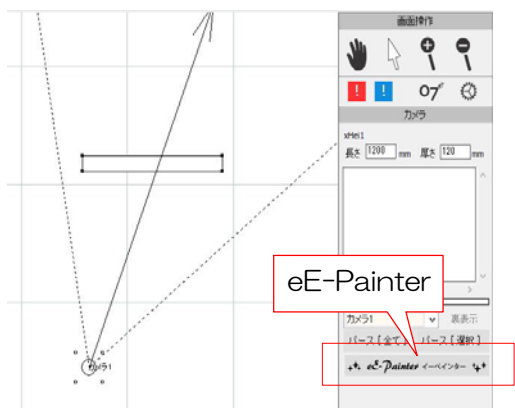 画面操作
! ! 07
カメラ
xHei1
長さ 1200 mm 厚さ 120 mm
eE-Painter
カメラ1 裏表示
パース[全て] パース[選択]
eE-Painter イーペインター
カメラ1